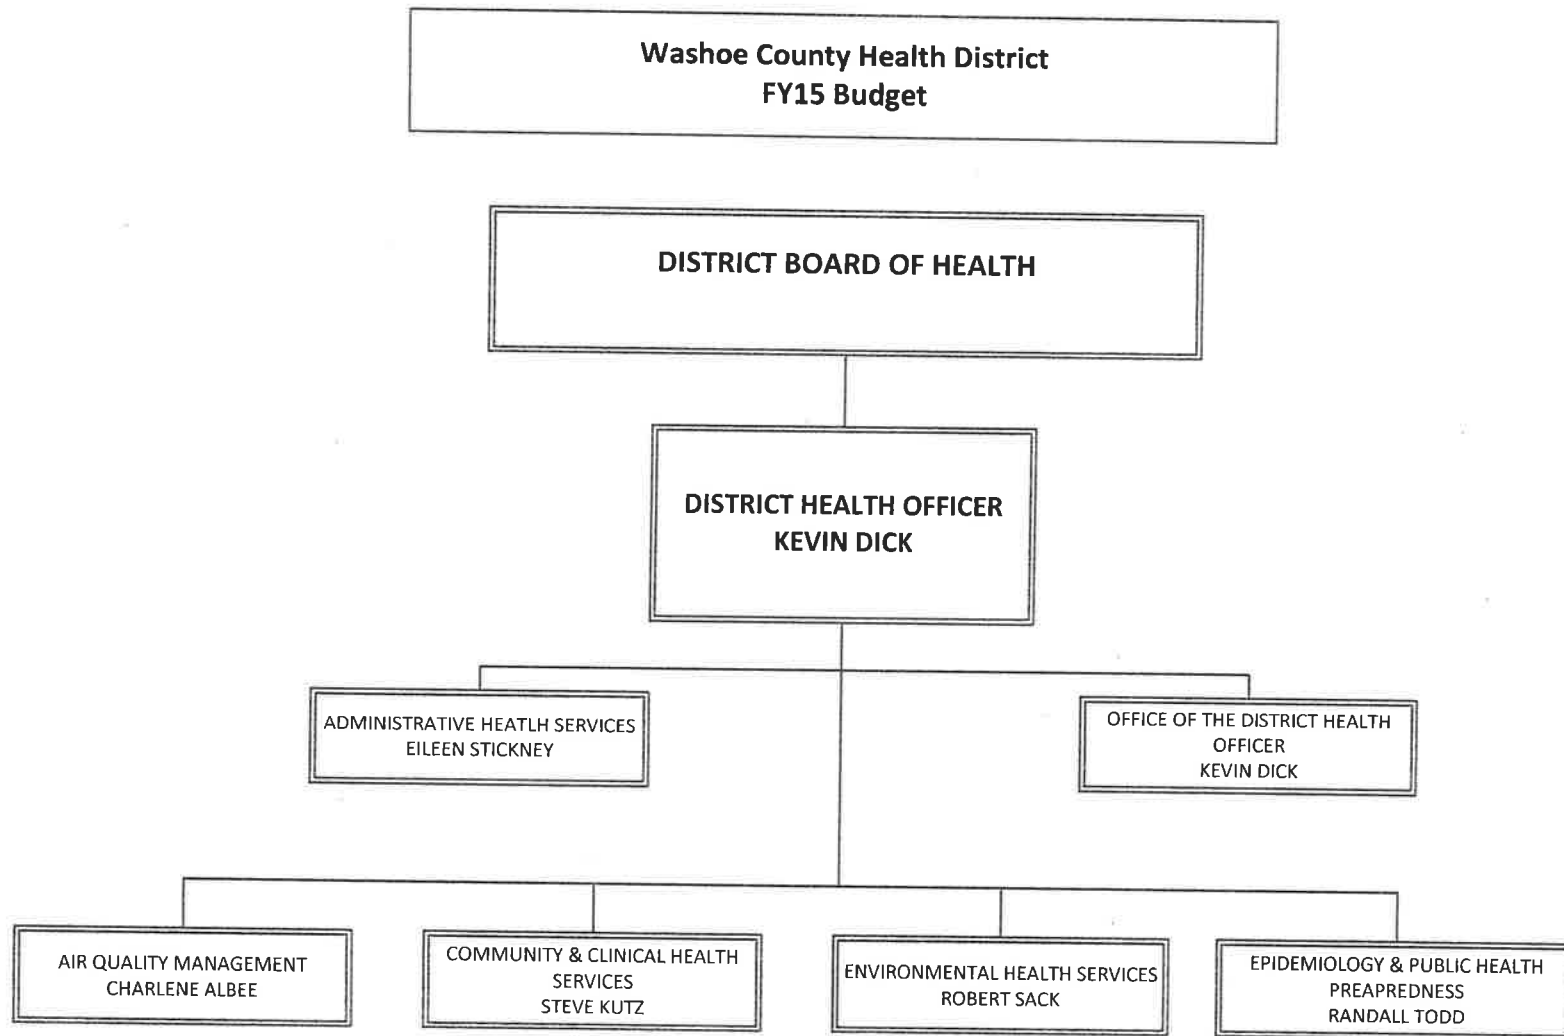 Washoe County Health District
FY15 Budget
DISTRICT BOARD OF HEALTH
DISTRICT HEALTH OFFICER
KEVIN DICK
ADMINISTRATIVE HEATLH SERVICES
EILEEN STICKNEY
OFFICE OF THE DISTRICT HEALTH
OFFICER
KEVIN DICK
AIR QUALITY MANAGEMENT
CHARLENE ALBEE
COMMUNITY & CLINICAL HEALTH
SERVICES
STEVE KUTZ
ENVIRONMENTAL HEALTH SERVICES
ROBERT SACK
EPIDEMIOLOGY & PUBLIC HEALTH
PREAPREDNESS
RANDALL TODD